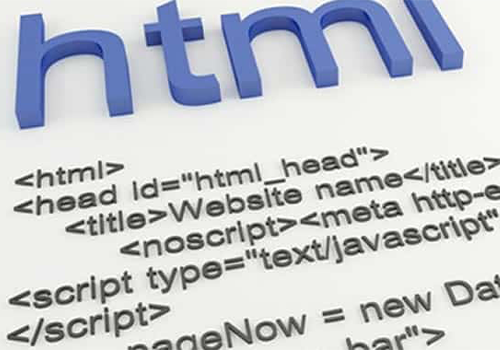 html
<html>
<head id="html_head">
<title>Website name</title>
<noscript><meta http-e
<script type="text/javascript"
</script>
pageNow = new Dat
bar">